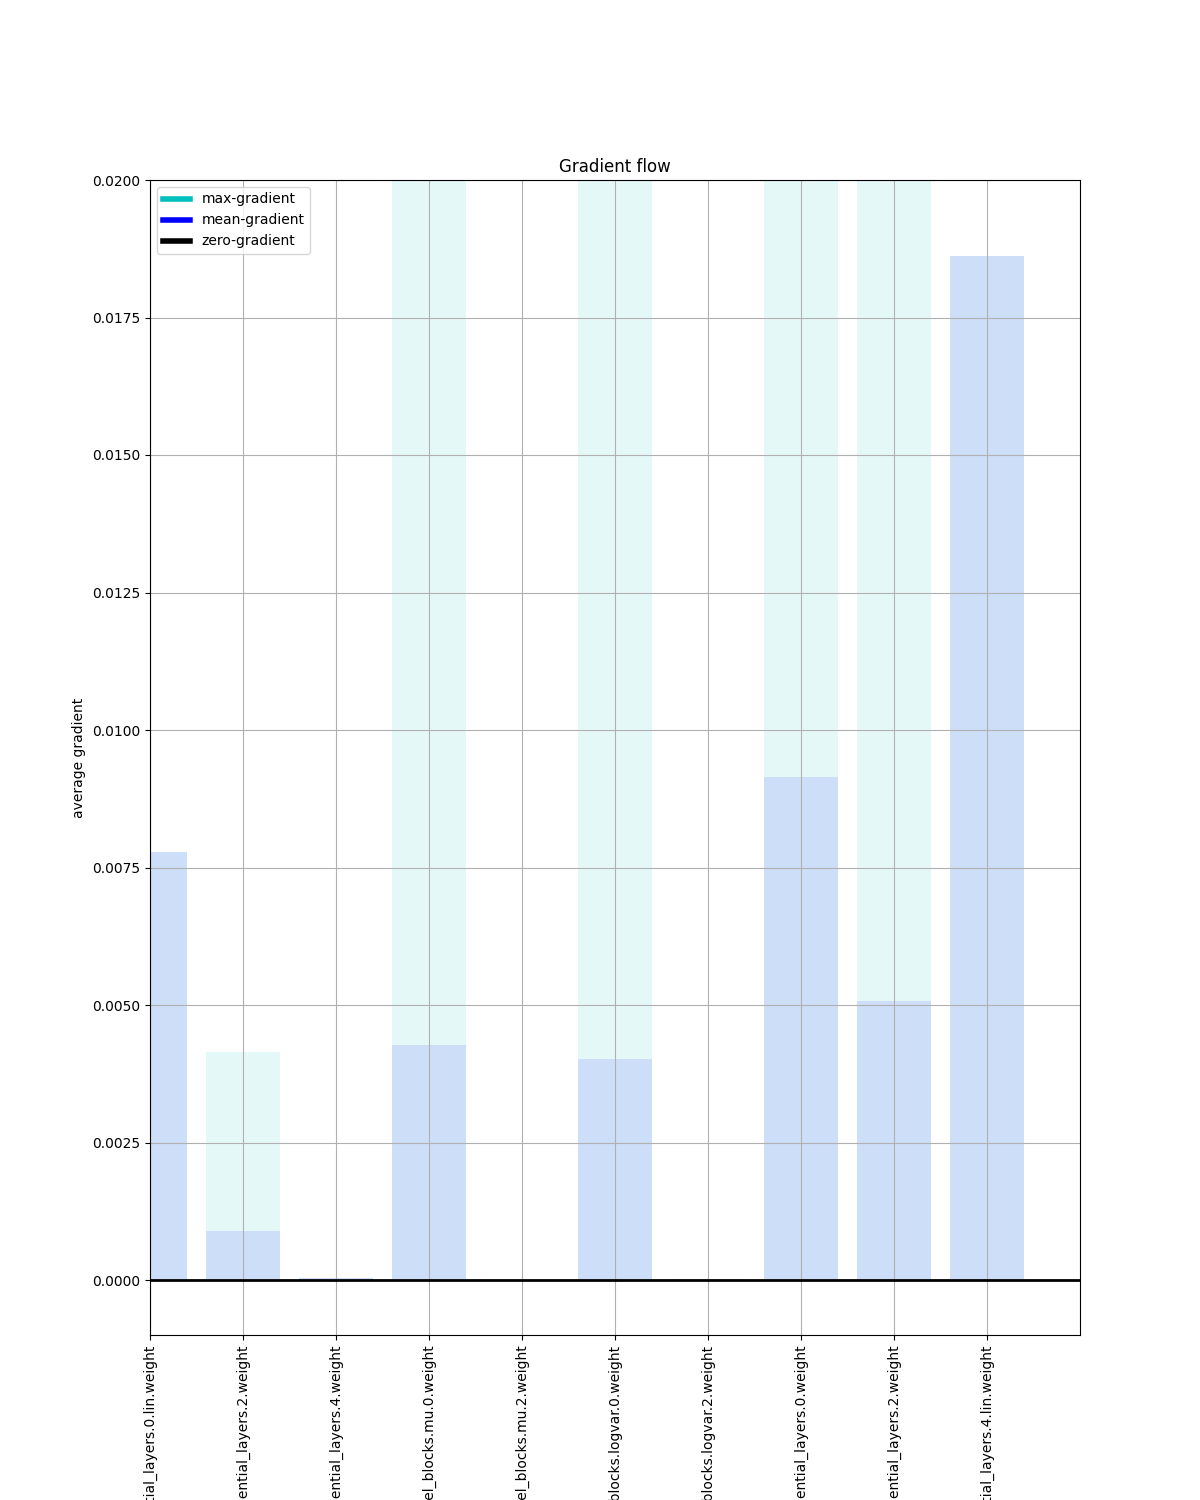 Gradient flow
max-gradient
mean-gradient
zero-gradient
0.0200
0.0175
0.0150
0.0125
0.0100
0.0075
0.0050
0.0025
0.0000
average gradient
tial_layers.0.lin.weight
ential_layers.2.weight
ential_layers.4.weight
el_blocks.mu.0.weight
el_blocks.mu.2.weight
blocks.logvar.0.weight
blocks.logvar.2.weight
ential_layers.0.weight
ential_layers.2.weight
tial_layers.4.lin.weight